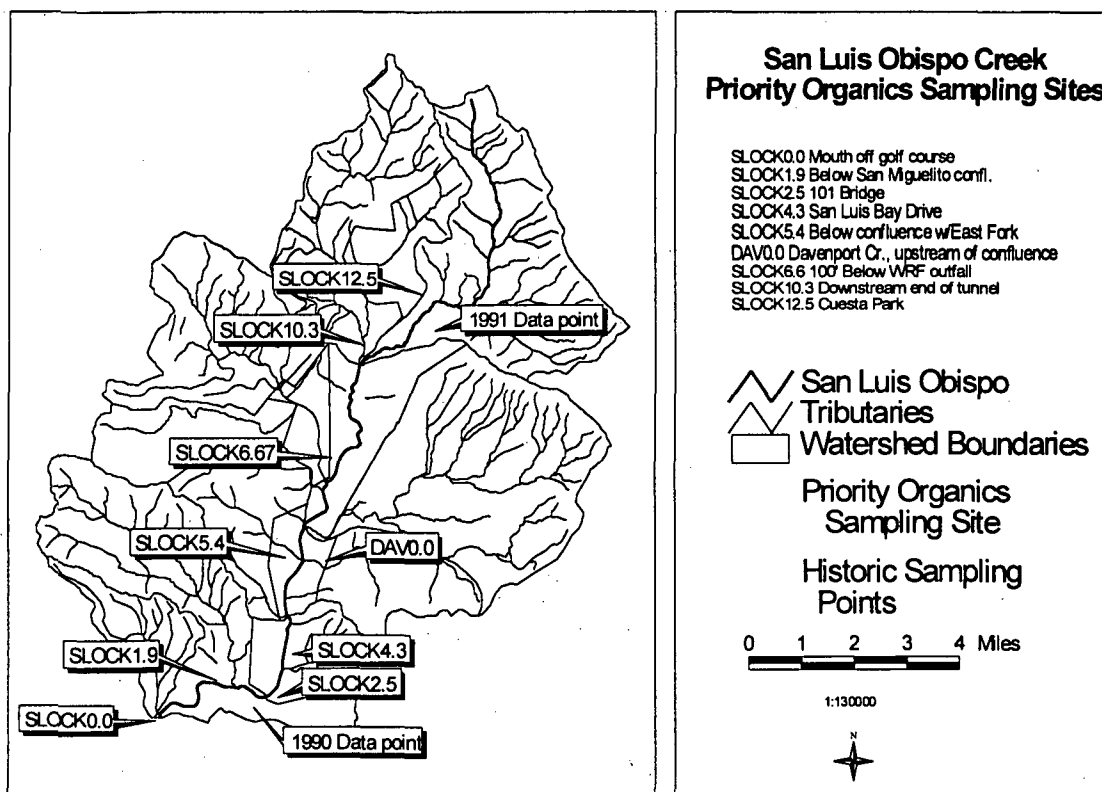 San Luis Obispo Creek
Priority Organics Sampling Sites
SLOCK0.0 Mouth off golf course
SLOCK1.9 Below San Miguelito confl.
SLOCK2.5 101 Bridge
SLOCK4.3 San Luis Bay Drive
SLOCK5.4 Below confluence w/East Fork
DAV0.0 Davenport Cr., upstream of confluence
SLOCK6.6 100' Below WRF outfall
SLOCK10.3 Downstream end of tunnel
SLOCK12.5 Cuesta Park
San Luis Obispo
Tributaries
Watershed Boundaries
Priority Organics
Sampling Site
Historic Sampling
Points
0 1 2 3 4 Miles
1:130000
N
SLOCK12.5
1991 Data point
SLOCK10.3
SLOCK6.67
SLOCK5.4
DAV0.0
SLOCK4.3
SLOCK1.9
SLOCK2.5
SLOCK0.0
1990 Data point